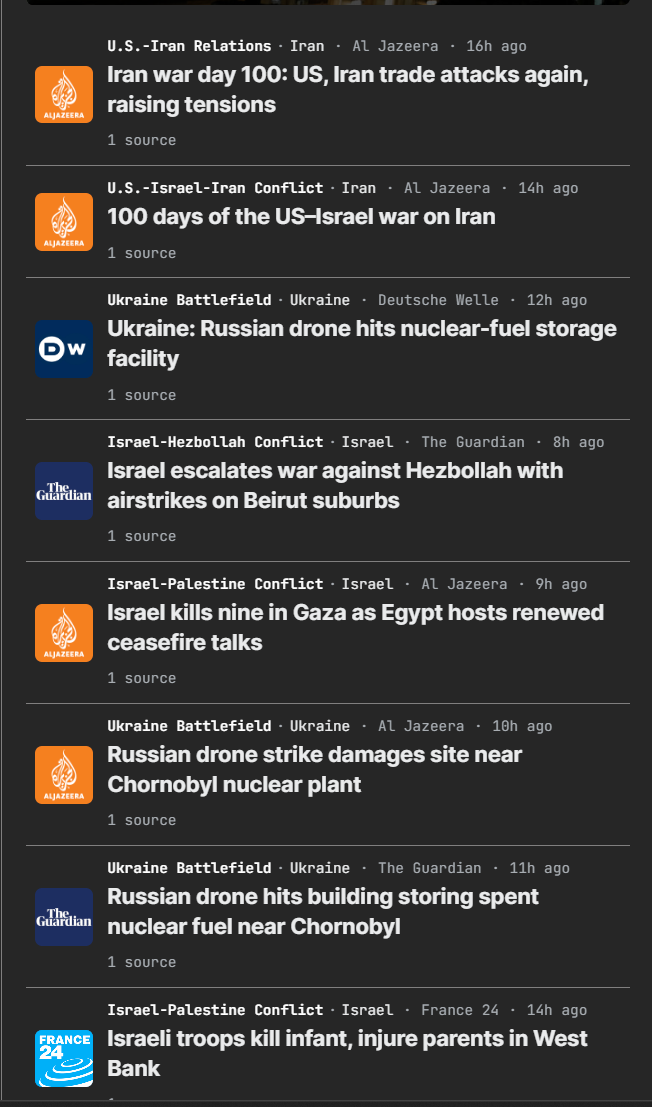 U.S.-Iran Relations · Iran · Al Jazeera · 16h ago
Iran war day 100: US, Iran trade attacks again,
raising tensions
ALJAZEERA
1 source
U.S.-Israel-Iran Conflict · Iran · Al Jazeera · 14h ago
100 days of the US–Israel war on Iran
ALJAZEERA
1 source
Ukraine Battlefield · Ukraine · Deutsche Welle · 12h ago
Ukraine: Russian drone hits nuclear-fuel storage
facility
DW
1 source
Israel-Hezbollah Conflict · Israel · The Guardian · 8h ago
Israel escalates war against Hezbollah with
airstrikes on Beirut suburbs
The
Guardian
1 source
Israel-Palestine Conflict · Israel · Al Jazeera · 9h ago
Israel kills nine in Gaza as Egypt hosts renewed
ceasefire talks
ALJAZEERA
1 source
Ukraine Battlefield · Ukraine · Al Jazeera · 10h ago
Russian drone strike damages site near
Chornobyl nuclear plant
ALJAZEERA
1 source
Ukraine Battlefield · Ukraine · The Guardian · 11h ago
Russian drone hits building storing spent
nuclear fuel near Chornobyl
The
Guardian
1 source
Israel-Palestine Conflict · Israel · France 24 · 14h ago
Israeli troops kill infant, injure parents in West
Bank
FRANCE
24